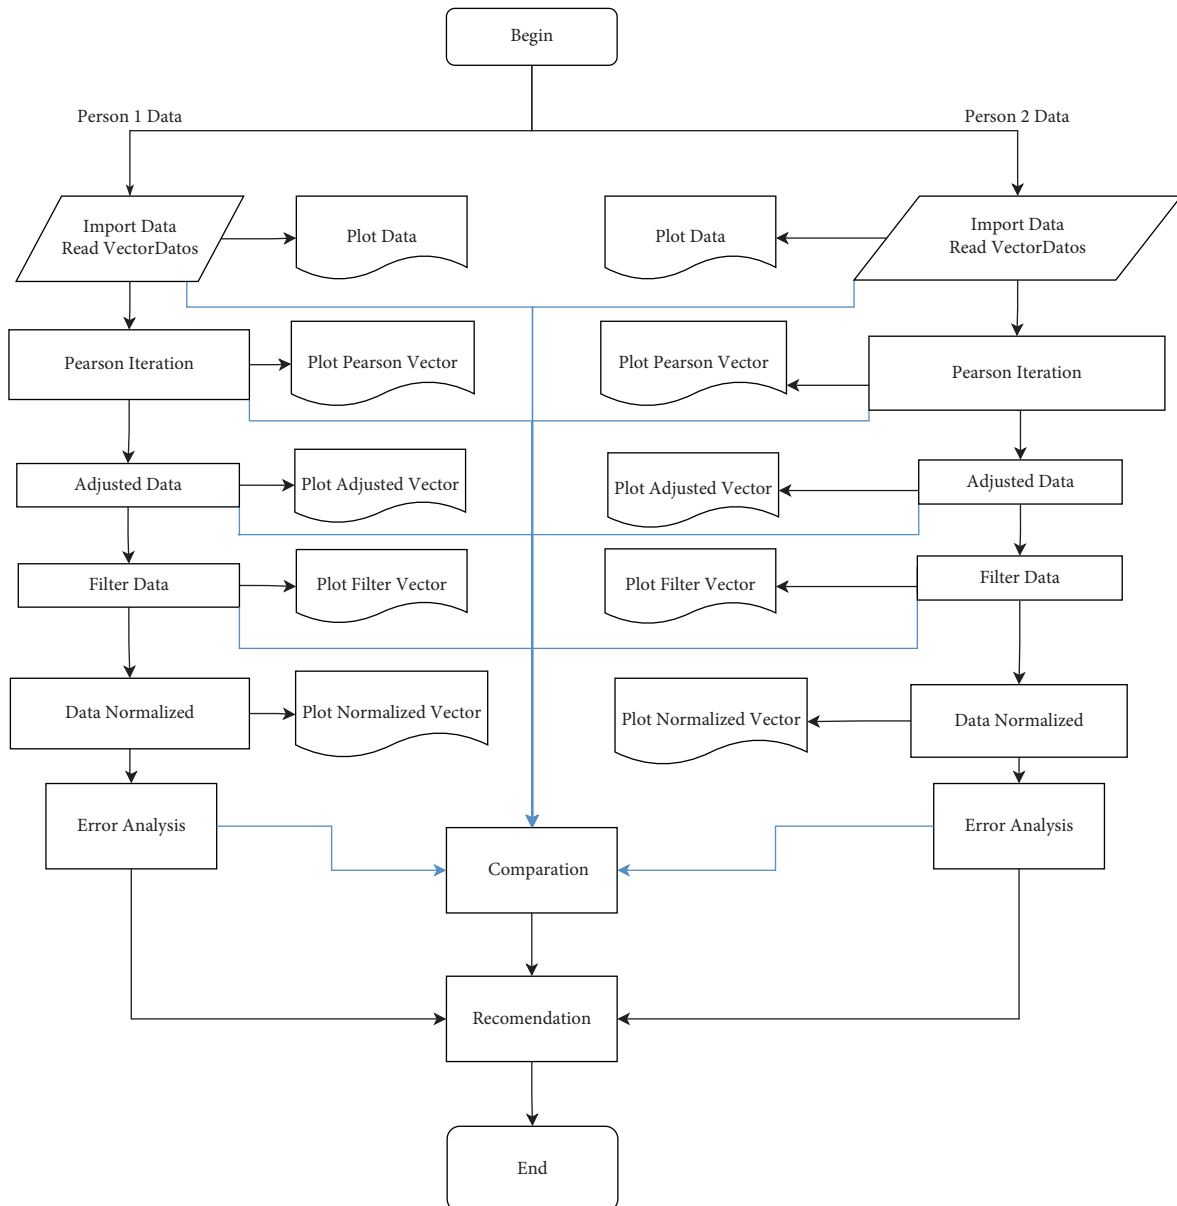 Begin
Person 1 Data
Person 2 Data
Import Data
Read VectorDatos
Plot Data
Plot Data
Import Data
Read VectorDatos
Pearson Iteration
Plot Pearson Vector
Plot Pearson Vector
Pearson Iteration
Adjusted Data
Plot Adjusted Vector
Plot Adjusted Vector
Adjusted Data
Filter Data
Plot Filter Vector
Plot Filter Vector
Filter Data
Data Normalized
Plot Normalized Vector
Plot Normalized Vector
Data Normalized
Error Analysis
Error Analysis
Comparation
Recomendation
End